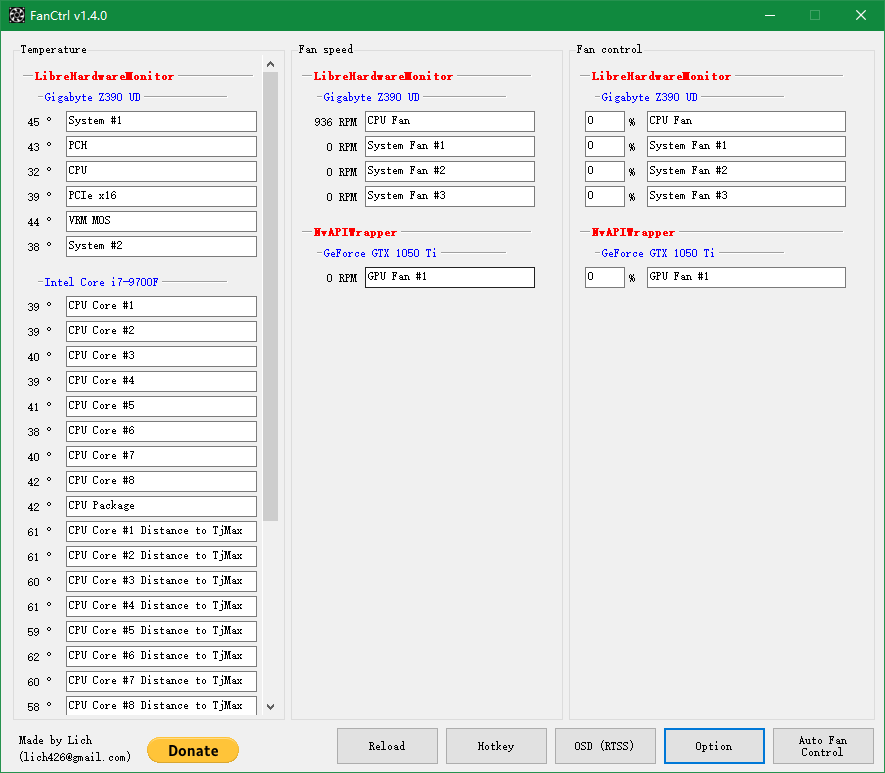 FanCtrl v1.4.0
Temperature
LibreHardwareMonitor
Gigabyte Z390 UD
45 ° System #1
43 ° PCH
32 ° CPU
39 ° PCIe x16
44 ° VRM MOS
38 ° System #2
Intel Core i7-9700F
39 ° CPU Core #1
39 ° CPU Core #2
40 ° CPU Core #3
39 ° CPU Core #4
41 ° CPU Core #5
38 ° CPU Core #6
40 ° CPU Core #7
42 ° CPU Core #8
42 ° CPU Package
61 ° CPU Core #1 Distance to TjMax
61 ° CPU Core #2 Distance to TjMax
60 ° CPU Core #3 Distance to TjMax
61 ° CPU Core #4 Distance to TjMax
59 ° CPU Core #5 Distance to TjMax
62 ° CPU Core #6 Distance to TjMax
60 ° CPU Core #7 Distance to TjMax
58 ° CPU Core #8 Distance to TjMax
Fan speed
LibreHardwareMonitor
Gigabyte Z390 UD
936 RPM CPU Fan
0 RPM System Fan #1
0 RPM System Fan #2
0 RPM System Fan #3
NvAPIWrapper
GeForce GTX 1050 Ti
0 RPM GPU Fan #1
Fan control
LibreHardwareMonitor
Gigabyte Z390 UD
0 % CPU Fan
0 % System Fan #1
0 % System Fan #2
0 % System Fan #3
NvAPIWrapper
GeForce GTX 1050 Ti
0 % GPU Fan #1
Made by Lich
(lich426@gmail.com)
Donate
Reload
Hotkey
OSD (RTSS)
Option
Auto Fan
Control